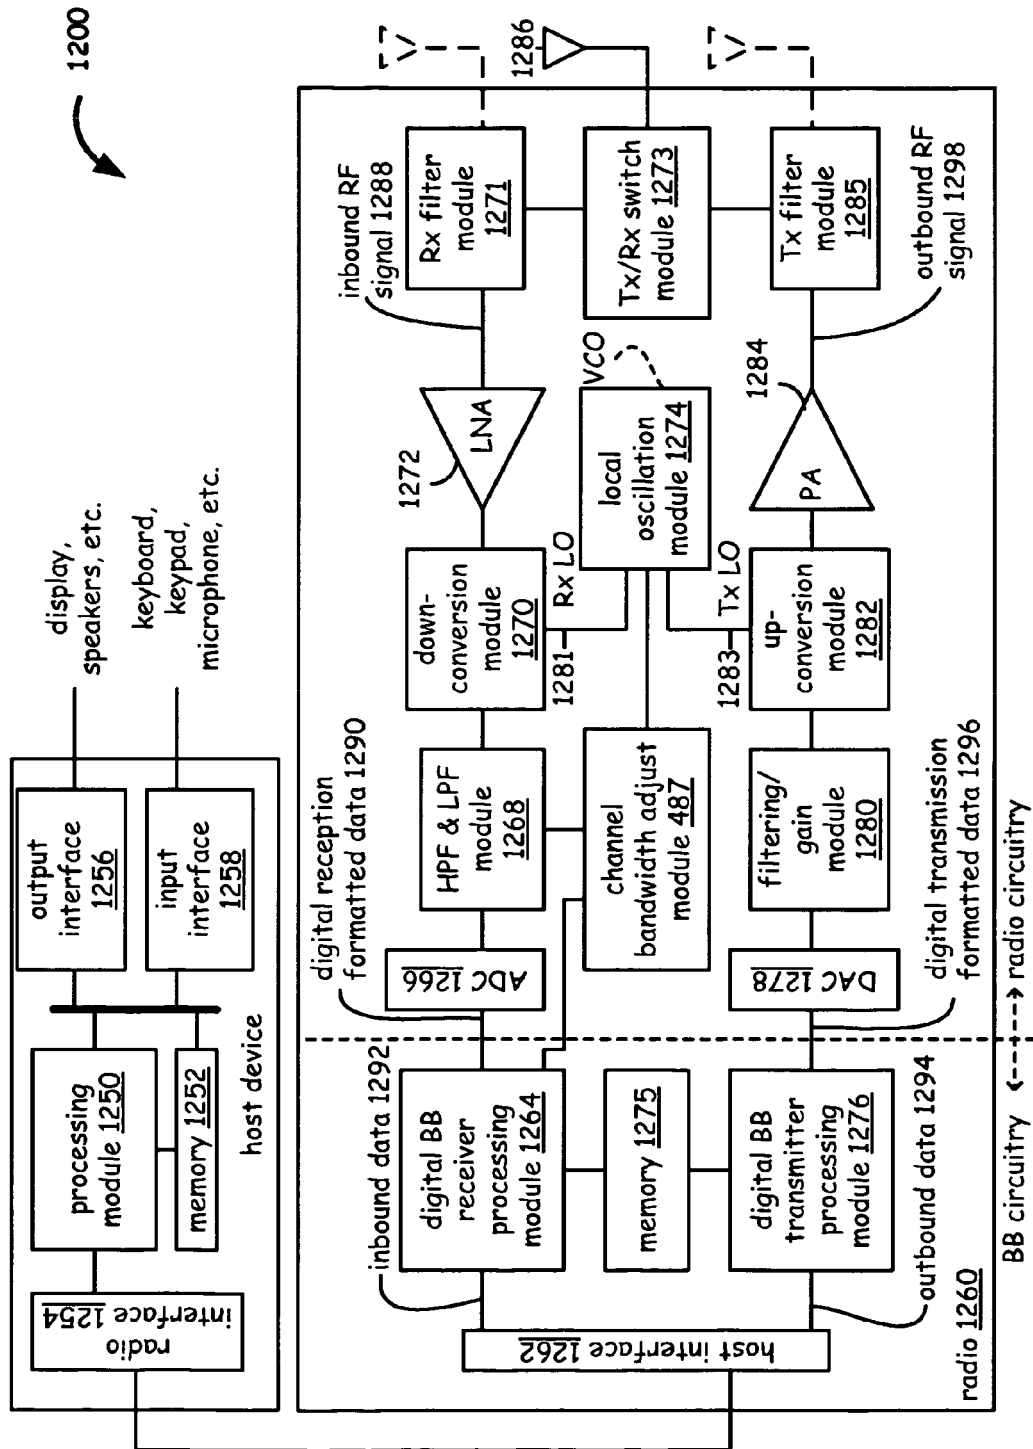 1200
display,
speakers, etc.
keyboard,
keypad,
microphone, etc.
output
interface
1256
input
interface
1258
processing
module 1250
memory 1252
radio
interface 1254
host device
1286
Rx filter
module
1271
Tx/Rx switch
module 1273
Tx filter
module
1285
inbound RF
signal 1288
outbound RF
signal 1298
LNA
1272
VCO
local
oscillation
module 1274
1284
PA
down-
conversion
module
1270
1281
Rx LO
Tx LO
1283
up-
conversion
module
1282
digital reception
formatted data 1290
HPF & LPF
module
1268
channel
bandwidth adjust
module 487
filtering/
gain
module
1280
digital transmission
formatted data 1296
ADC 1266
DAC 1278
inbound data 1292
digital BB
receiver
processing
module 1264
memory 1275
digital BB
transmitter
processing
module 1276
outbound data 1294
host interface 1262
radio 1260
BB circuitry
radio circuitry